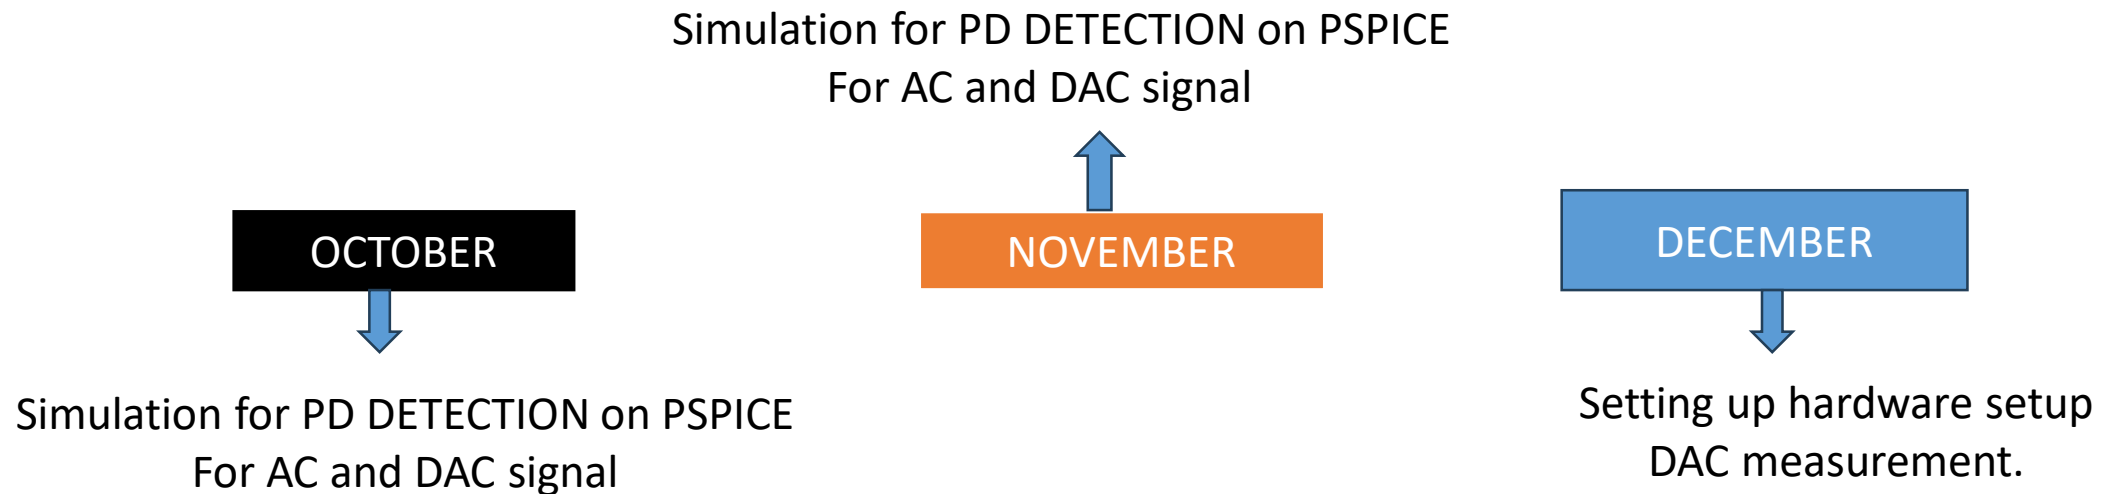 Simulation for PD DETECTION on PSPICE
For AC and DAC signal
OCTOBER
NOVEMBER
DECEMBER
Simulation for PD DETECTION on PSPICE
For AC and DAC signal
Setting up hardware setup
DAC measurement.